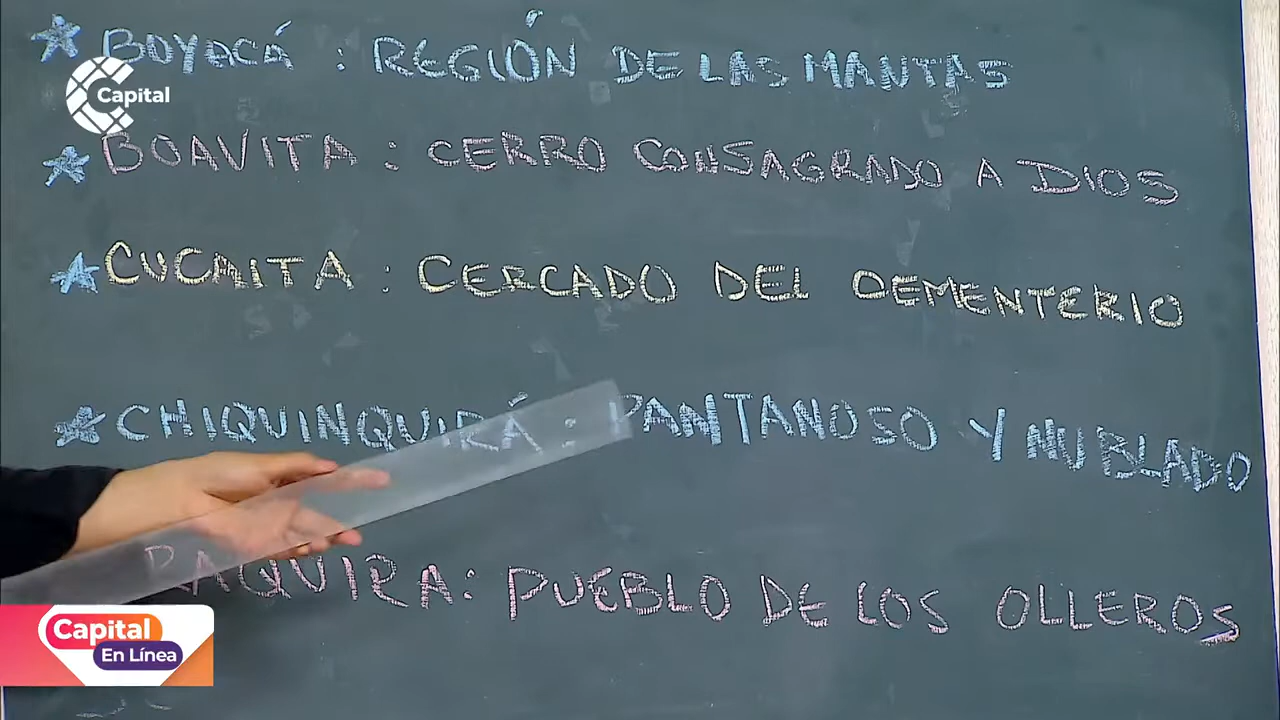 BOYACÁ : REGIÓN DE LAS MANTAS
Capital
BOAVITA : CERRO CONSAGRADO A DIOS
CUCAITA : CERCADO DEL CEMENTERIO
CHIQUINQUIRÁ : PANTANOSO Y NUBLADO
RAQUIRA : PUEBLO DE LOS OLLEROS
Capital
En Línea